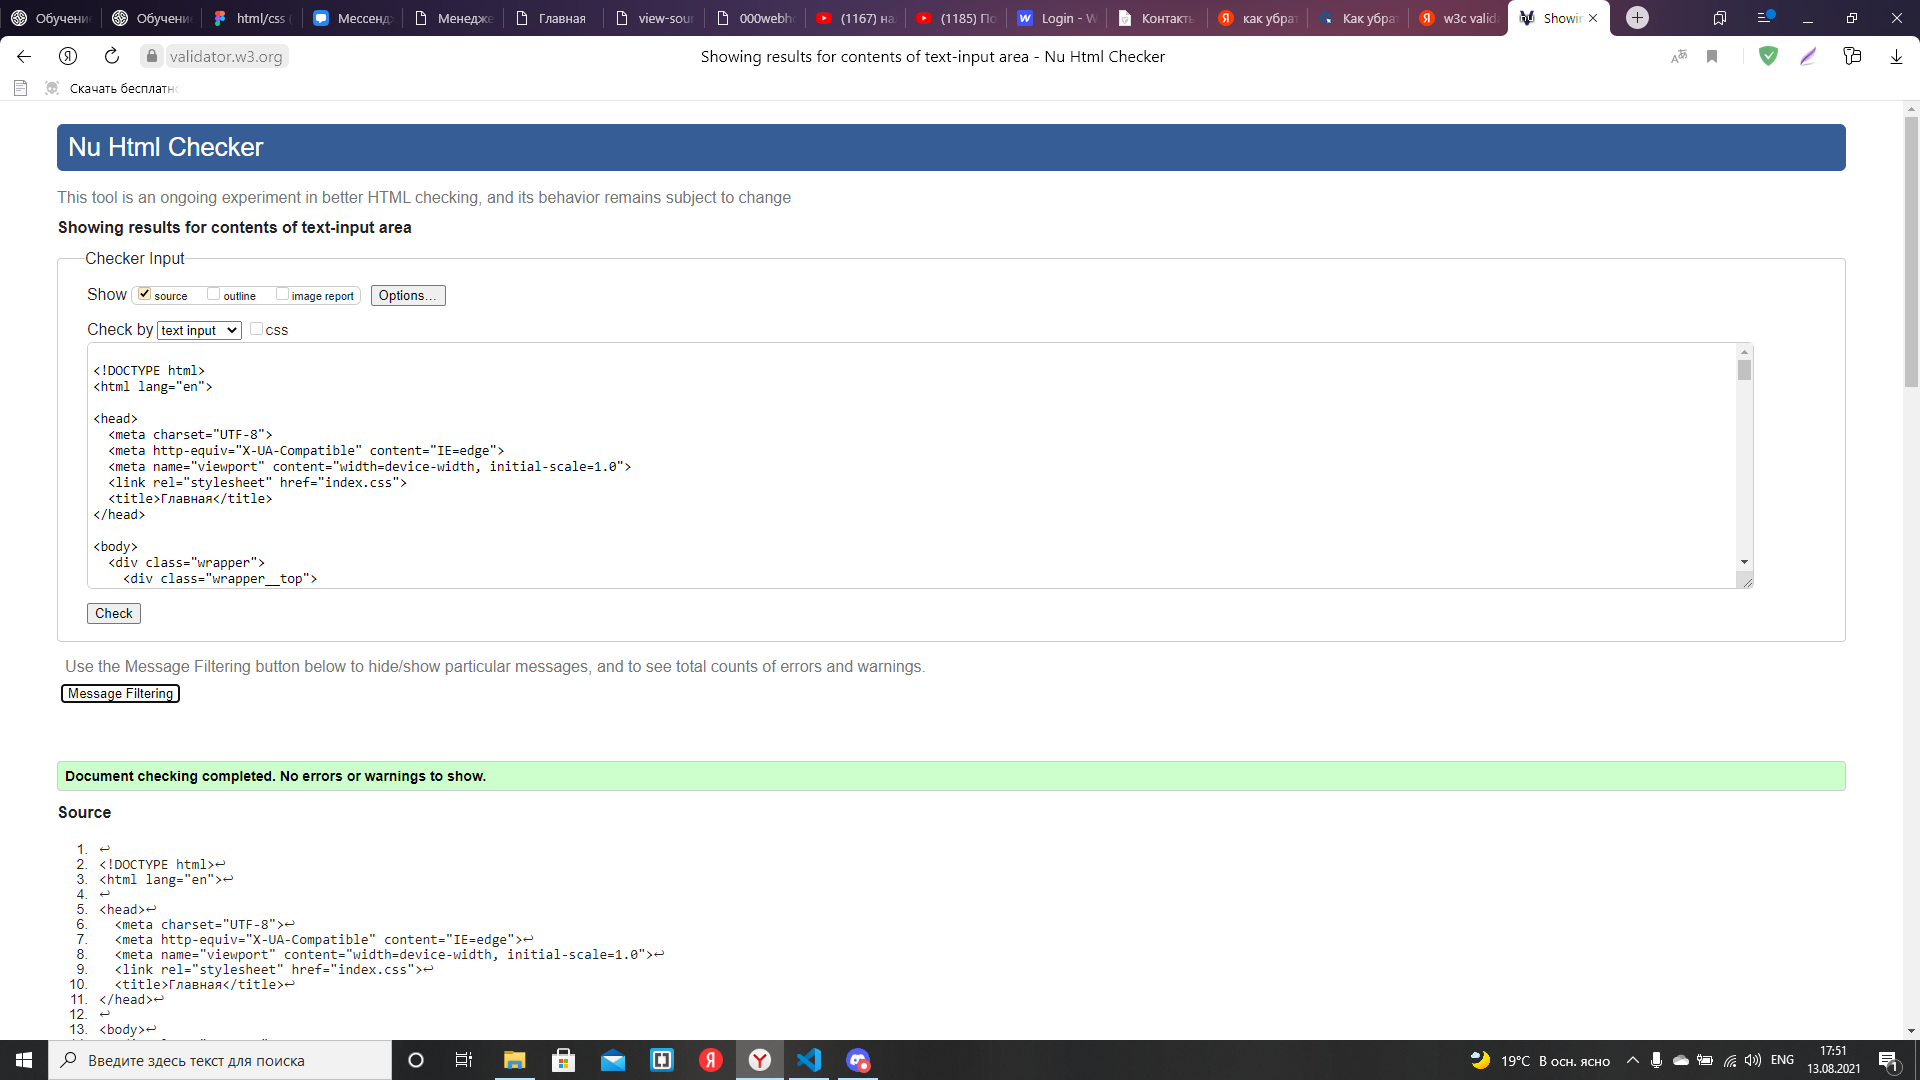 Обучение
Обучение
html/css (
Мессенд
Менедже
Главная
view-sour
000webho
(1167) на
(1185) По
Login - W
Контакть
как убрат
Как убра
w3c valid
Showin
validator.w3.org
Showing results for contents of text-input area - Nu Html Checker
Скачать бесплатно
Nu Html Checker
This tool is an ongoing experiment in better HTML checking, and its behavior remains subject to change
Showing results for contents of text-input area
Checker Input
Show source outline image report Options...
Check by text input css
<!DOCTYPE html>
<html lang="en">
<head>
<meta charset="UTF-8">
<meta http-equiv="X-UA-Compatible" content="IE=edge">
<meta name="viewport" content="width=device-width, initial-scale=1.0">
<link rel="stylesheet" href="index.css">
<title>Главная</title>
</head>
<body>
<div class="wrapper">
<div class="wrapper__top">
Check
Use the Message Filtering button below to hide/show particular messages, and to see total counts of errors and warnings.
Message Filtering
Document checking completed. No errors or warnings to show.
Source
1. ↩
2. <!DOCTYPE html>↩
3. <html lang="en">↩
4. ↩
5. <head>↩
6. <meta charset="UTF-8">↩
7. <meta http-equiv="X-UA-Compatible" content="IE=edge">↩
8. <meta name="viewport" content="width=device-width, initial-scale=1.0">↩
9. <link rel="stylesheet" href="index.css">↩
10. <title>Главная</title>↩
11. </head>↩
12. ↩
13. <body>↩
Введите здесь текст для поиска
19°C В осн. ясно
ENG
17:51
13.08.2021
1